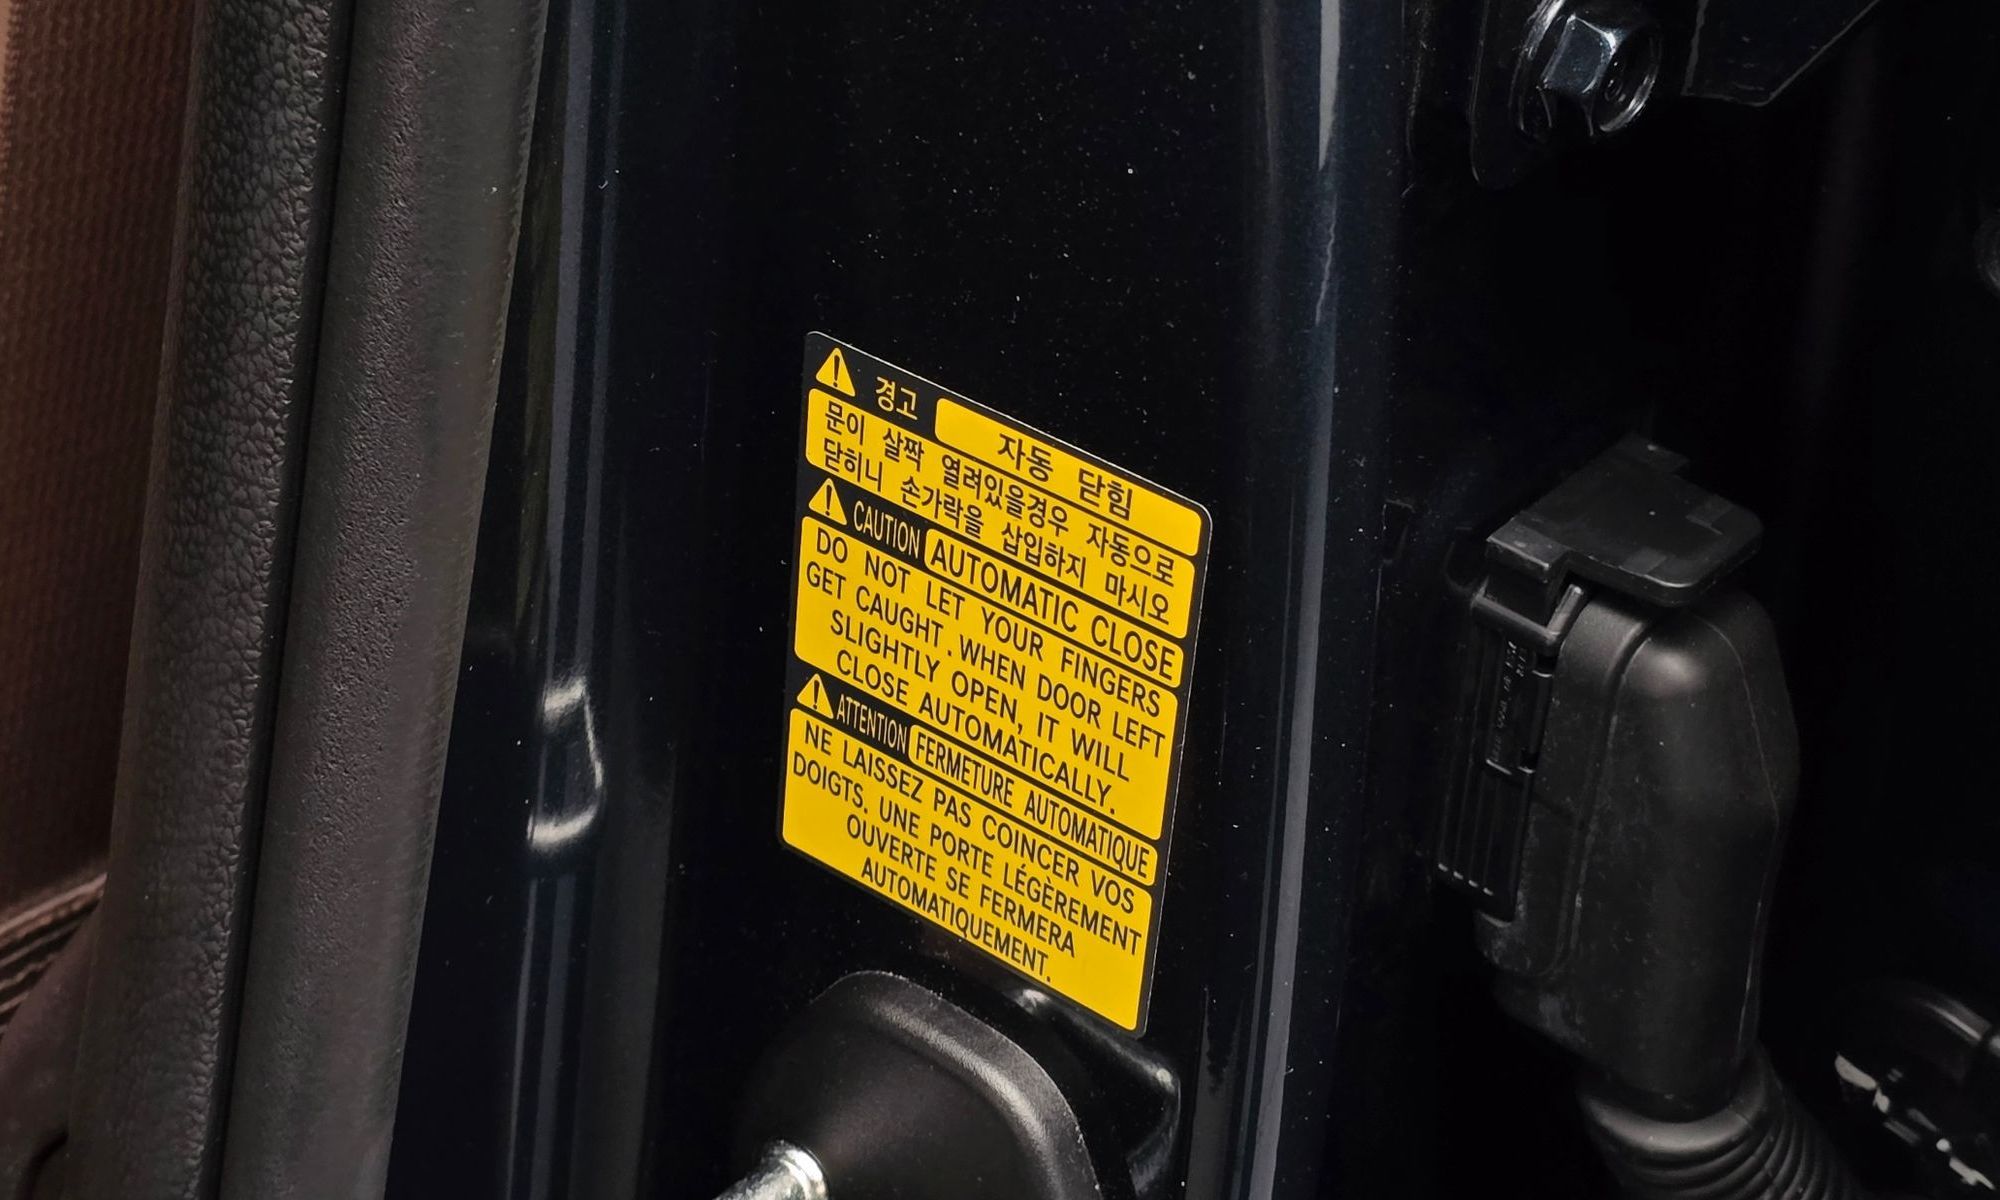 경고 자동 닫힘
문이 살짝 열려있을경우 자동으로
닫히니 손가락을 삽입하지 마시오
CAUTION AUTOMATIC CLOSE
DO NOT LET YOUR FINGERS
GET CAUGHT.WHEN DOOR LEFT
SLIGHTLY OPEN, IT WILL
CLOSE AUTOMATICALLY.
ATTENTION FERMETURE AUTOMATIQUE
NE LAISSEZ PAS COINCER VOS
DOIGTS. UNE PORTE LÉGÈREMENT
OUVERTE SE FERMERA
AUTOMATIQUEMENT.